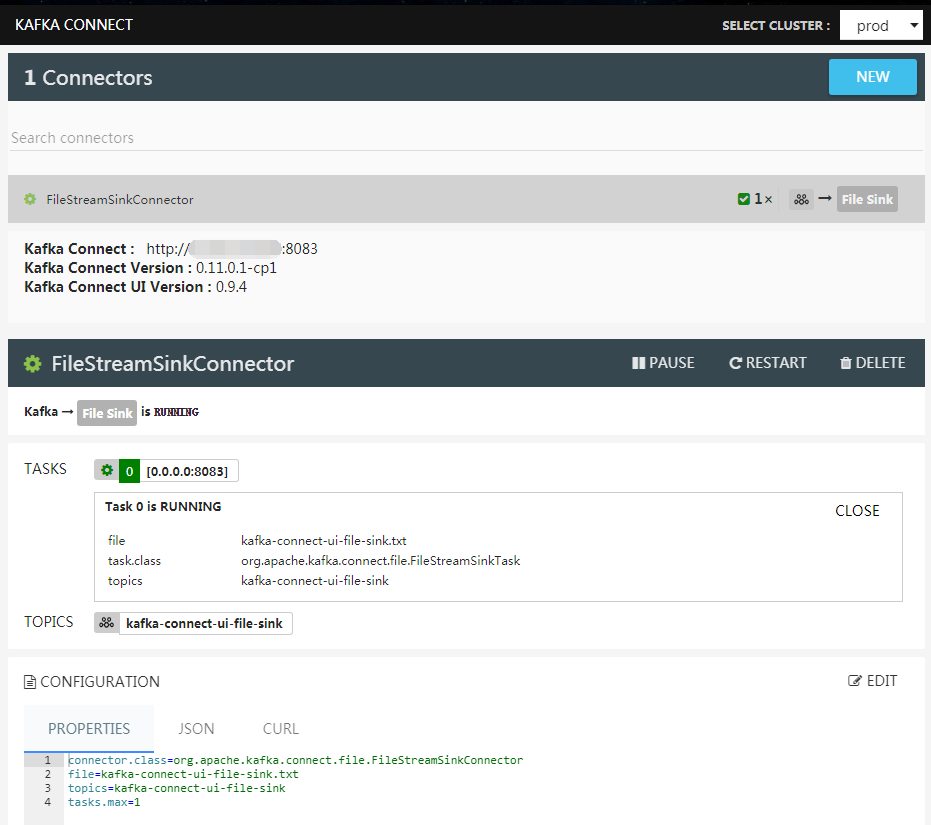 KAFKA CONNECT SELECT CLUSTER : prod
1 Connectors NEW
Search connectors
FileStreamSinkConnector 1 × → File Sink
Kafka Connect : http:// :8083
Kafka Connect Version : 0.11.0.1-cp1
Kafka Connect UI Version : 0.9.4
FileStreamSinkConnector PAUSE RESTART DELETE
Kafka → File Sink is RUNNING
TASKS 0 [0.0.0.0:8083]
Task 0 is RUNNING CLOSE
file kafka-connect-ui-file-sink.txt
task.class org.apache.kafka.connect.file.FileStreamSinkTask
topics kafka-connect-ui-file-sink
TOPICS kafka-connect-ui-file-sink
CONFIGURATION EDIT
PROPERTIES JSON CURL
1 connector.class=org.apache.kafka.connect.file.FileStreamSinkConnector
2 file=kafka-connect-ui-file-sink.txt
3 topics=kafka-connect-ui-file-sink
4 tasks.max=1